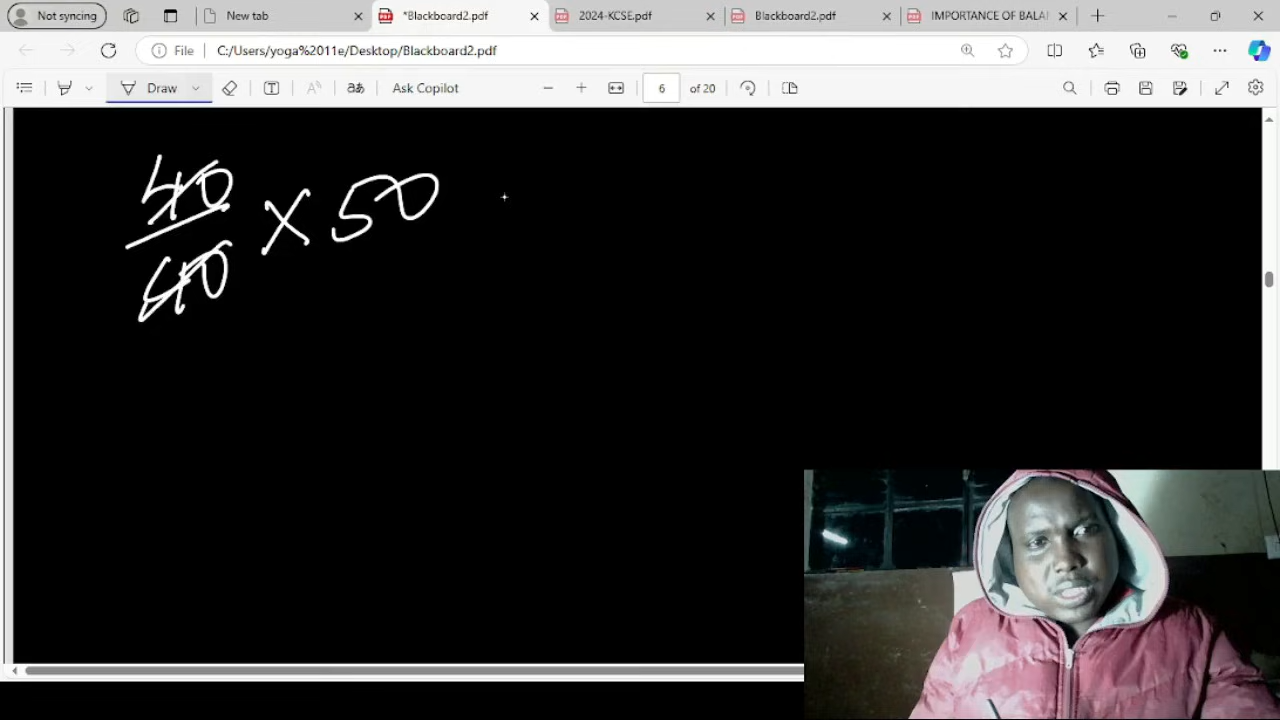 Not syncing
New tab
*Blackboard2.pdf
2024-KCSE.pdf
Blackboard2.pdf
IMPORTANCE OF BALA
File
C:/Users/yoga%2011e/Desktop/Blackboard2.pdf
Draw
Ask Copilot
6
of 20
40
× 50
40